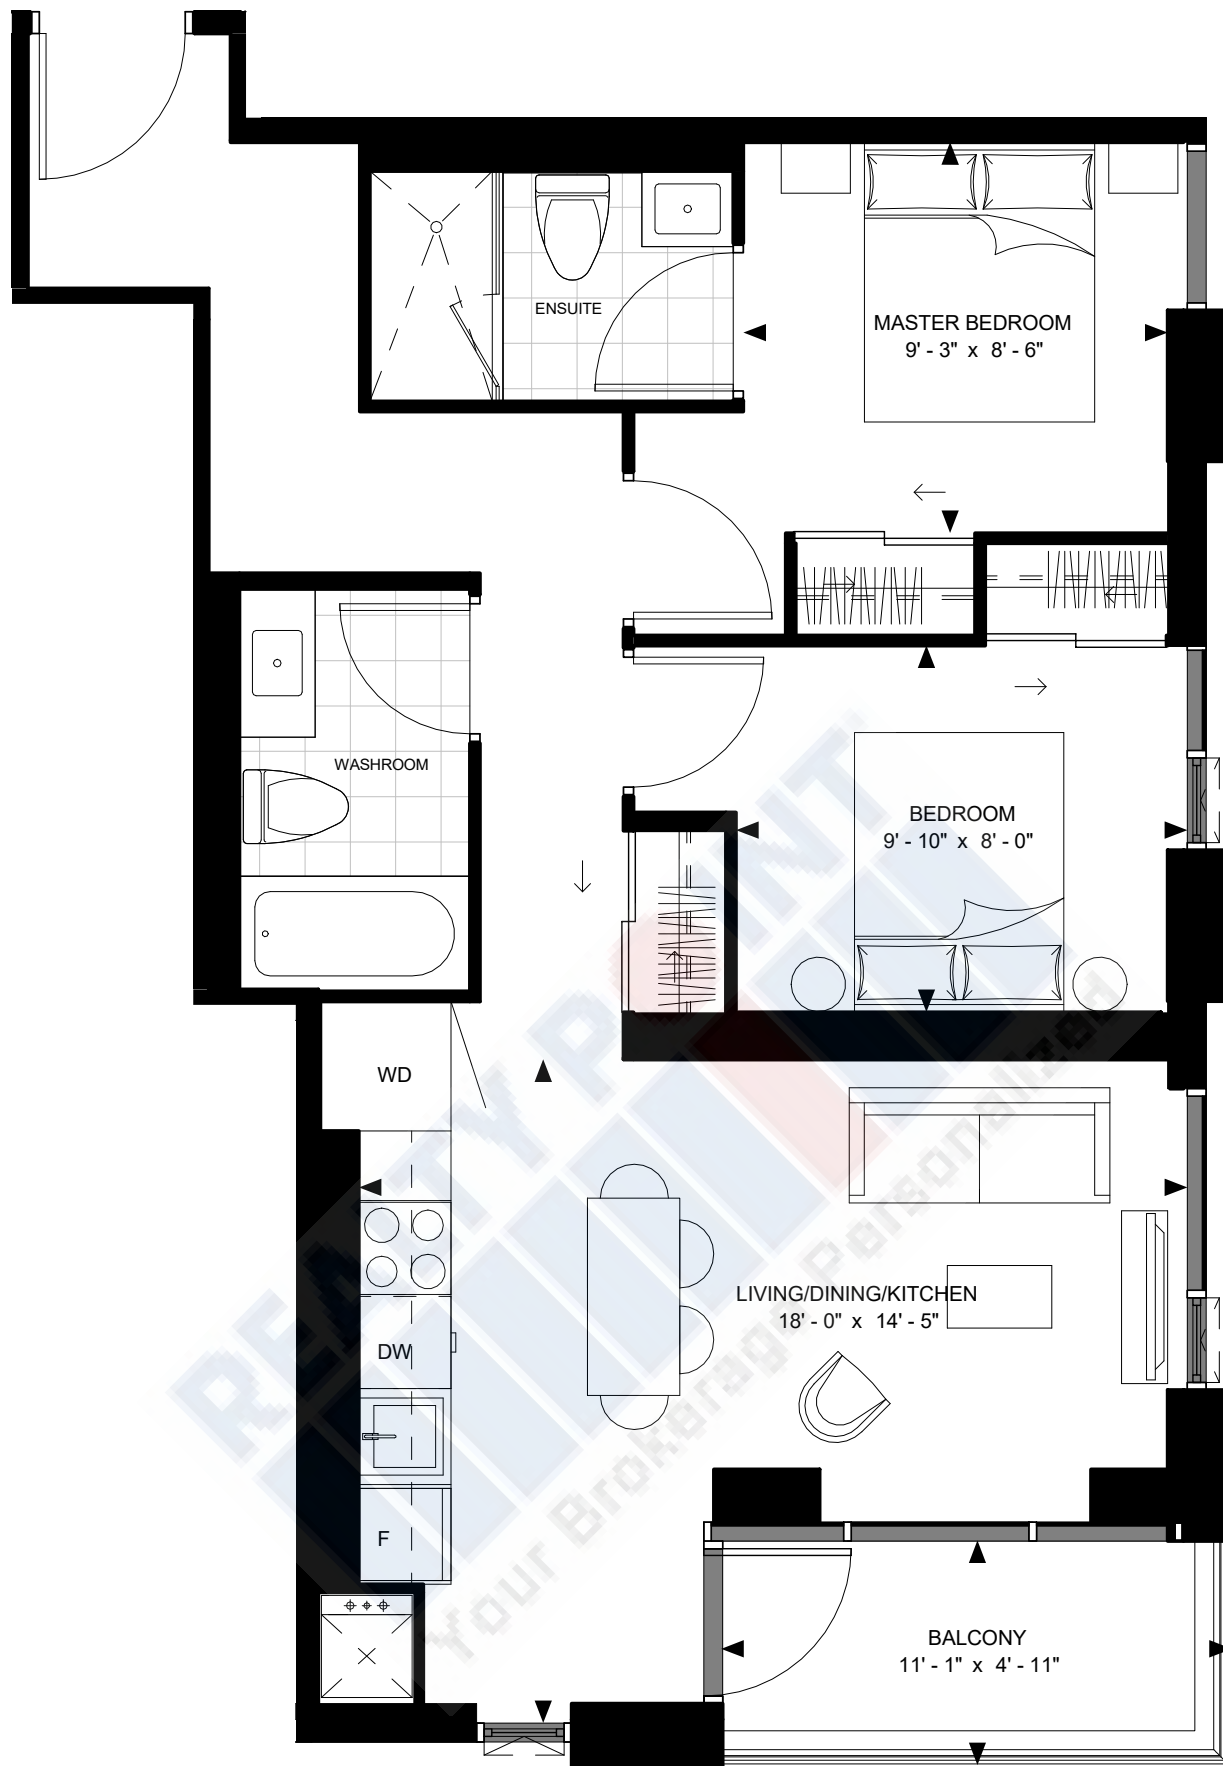 ENSUITE
MASTER BEDROOM
9' - 3" x 8' - 6"
WASHROOM
BEDROOM
9' - 10" x 8' - 0"
WD
LIVING/DINING/KITCHEN
18' - 0" x 14' - 5"
DW
F
BALCONY
11' - 1" x 4' - 11"
REALTY POINT
Your Brokerage Personalized